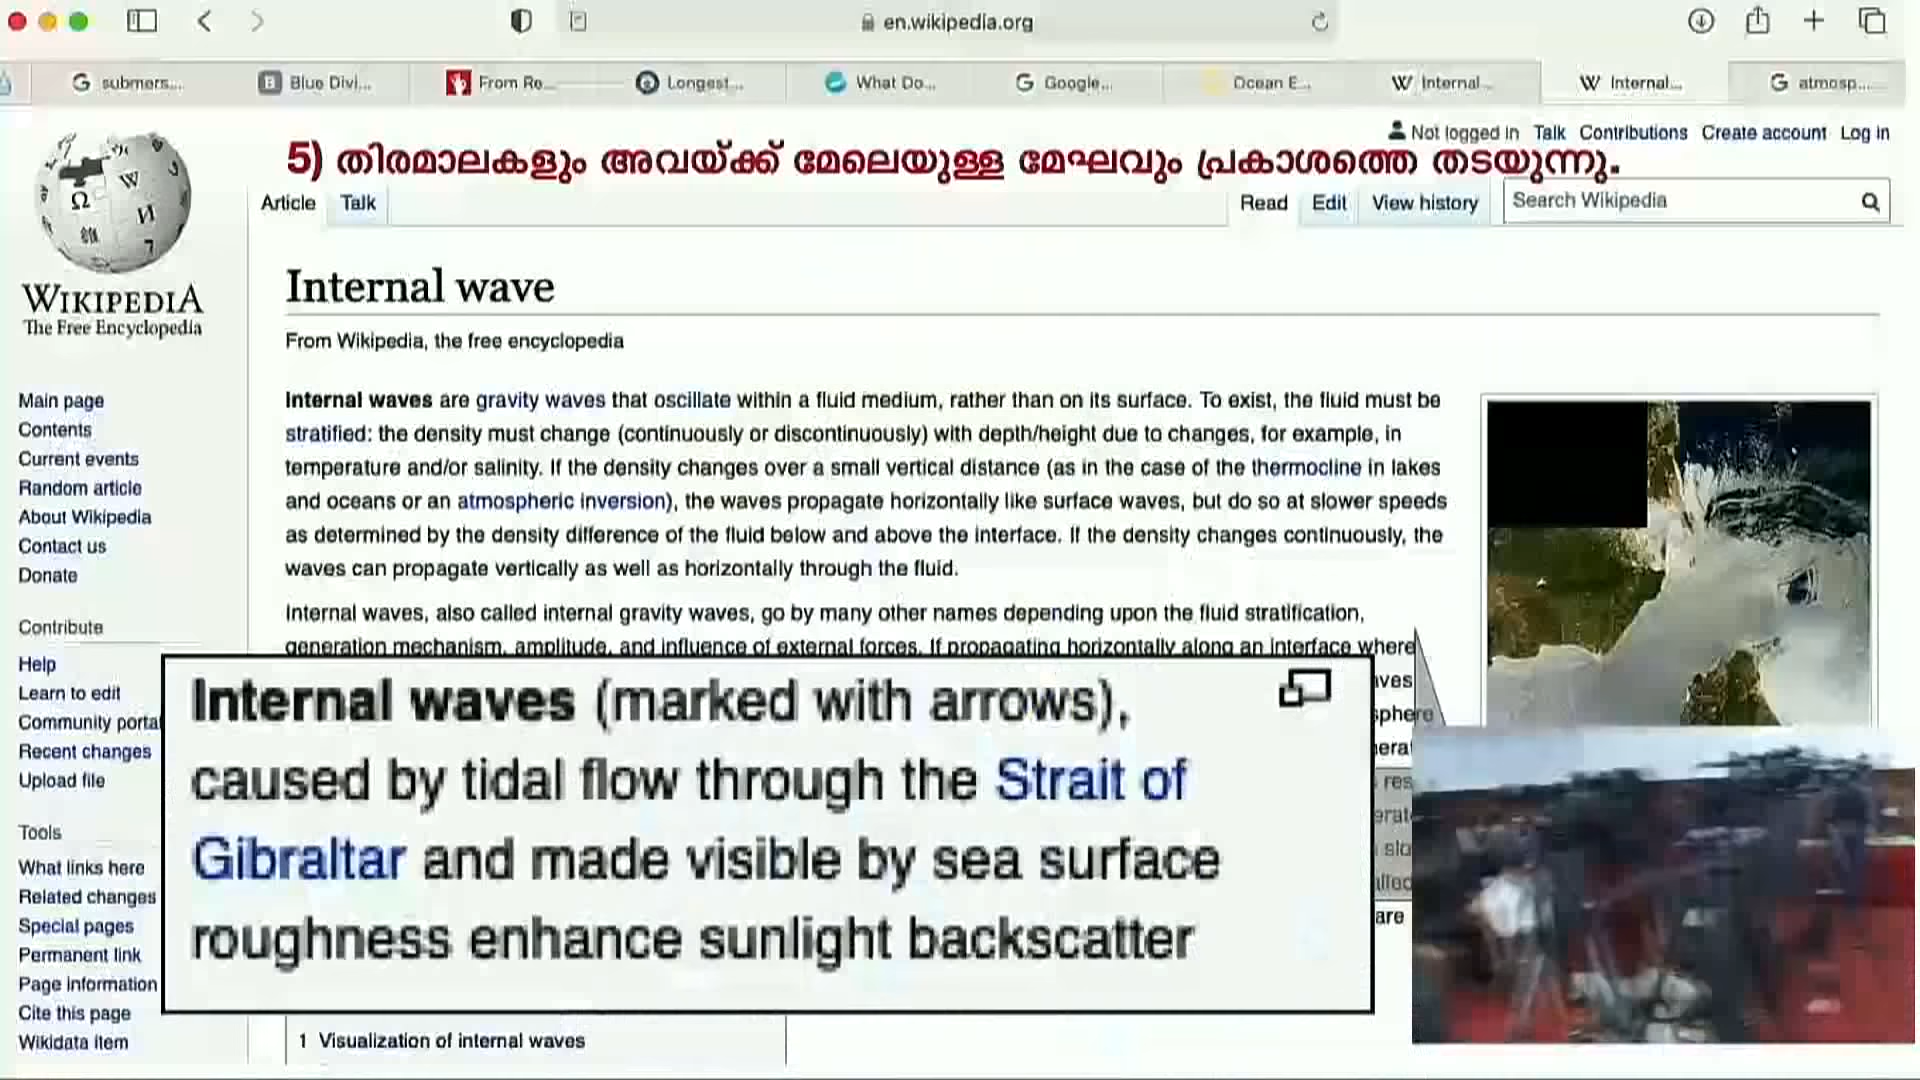 en.wikipedia.org
submers...
Blue Divi...
From Re...
Longest...
What Do...
Google...
Ocean E...
Internal...
Internal...
atmosp...
Not logged in Talk Contributions Create account Log in
5) തിരമാലകളും അവയ്ക്ക് മേലെയുള്ള മേഘവും പ്രകാശത്തെ തടയുന്നു.
Article Talk Read Edit View history Search Wikipedia
WIKIPEDIA
The Free Encyclopedia
Internal wave
From Wikipedia, the free encyclopedia
Main page
Contents
Current events
Random article
About Wikipedia
Contact us
Donate
Contribute
Help
Learn to edit
Community portal
Recent changes
Upload file
Tools
What links here
Related changes
Special pages
Permanent link
Page information
Cite this page
Wikidata item
Internal waves are gravity waves that oscillate within a fluid medium, rather than on its surface. To exist, the fluid must be
stratified: the density must change (continuously or discontinuously) with depth/height due to changes, for example, in
temperature and/or salinity. If the density changes over a small vertical distance (as in the case of the thermocline in lakes
and oceans or an atmospheric inversion), the waves propagate horizontally like surface waves, but do so at slower speeds
as determined by the density difference of the fluid below and above the interface. If the density changes continuously, the
waves can propagate vertically as well as horizontally through the fluid.
Internal waves, also called internal gravity waves, go by many other names depending upon the fluid stratification,
generation mechanism, amplitude, and influence of external forces. If propagating horizontally along an interface where
Internal waves (marked with arrows),
caused by tidal flow through the Strait of
Gibraltar and made visible by sea surface
roughness enhance sunlight backscatter
are
1 Visualization of internal waves